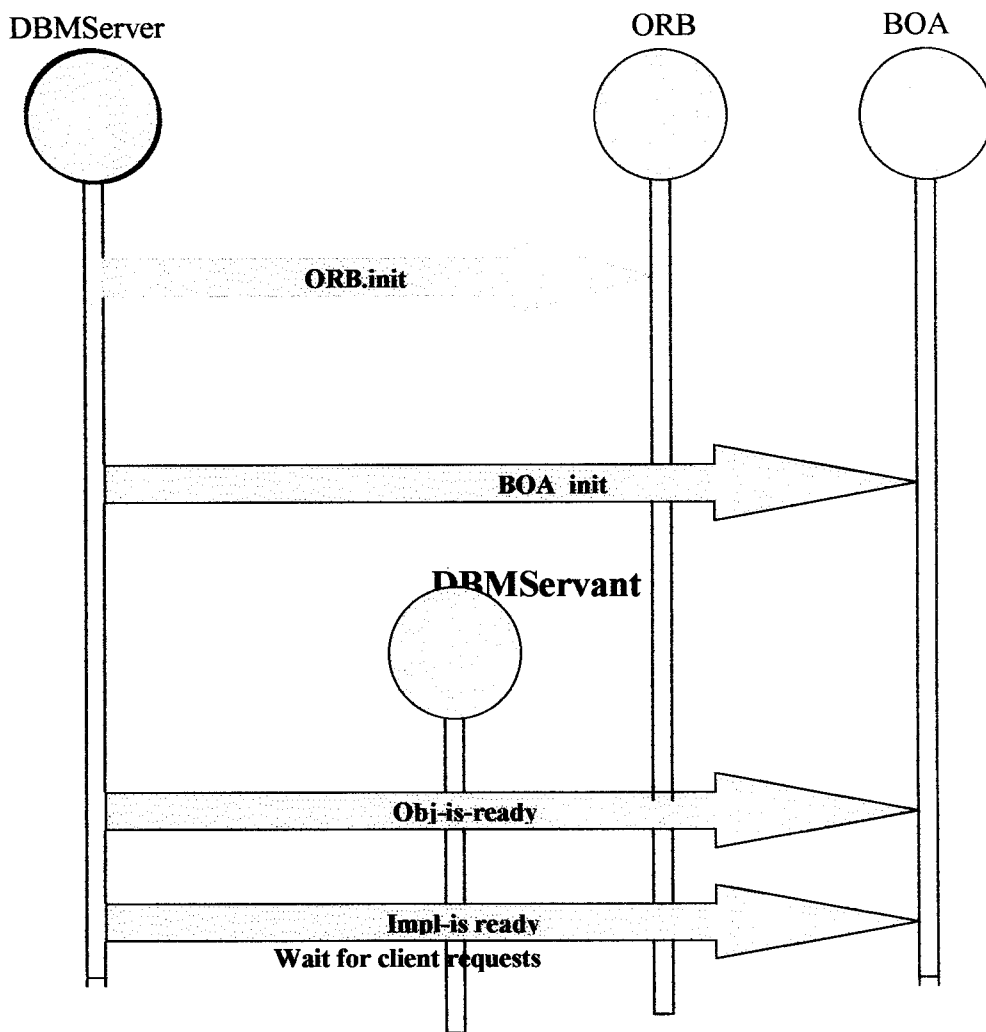 DBMServer
ORB
BOA
ORB.init
BOA init
DBMServant
Obj-is-ready
Impl-is ready
Wait for client requests